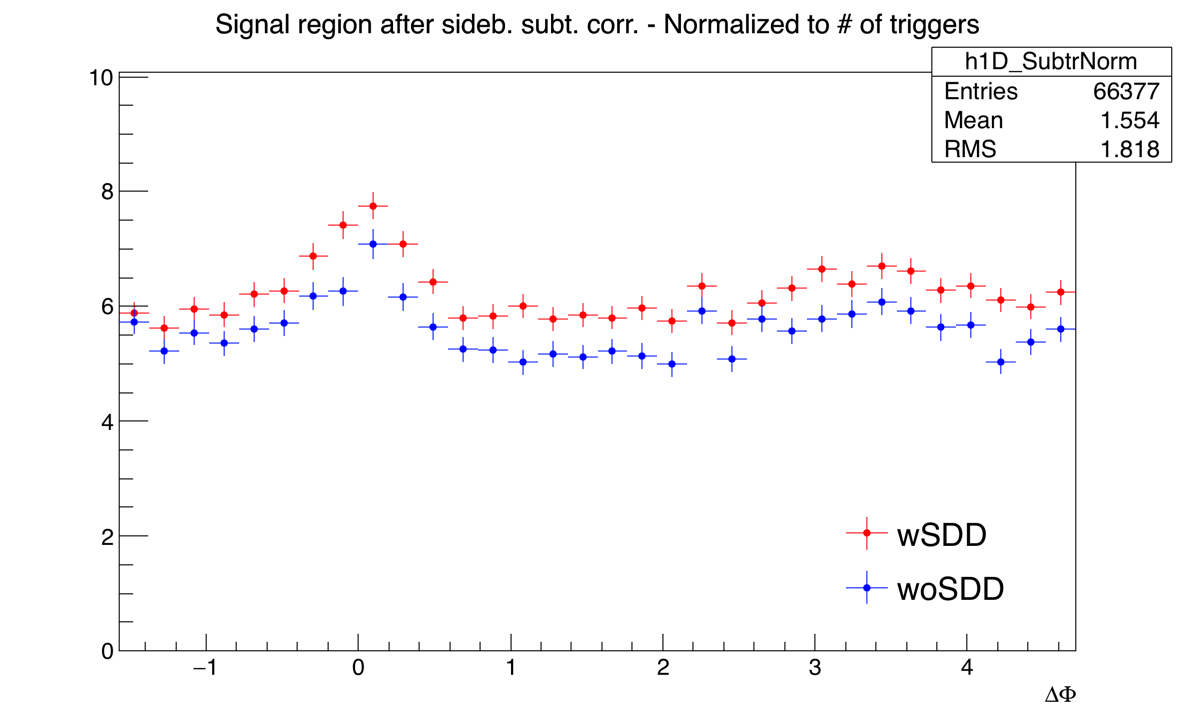 Signal region after sideb. subt. corr. - Normalized to # of triggers
h1D_SubtrNorm
Entries 66377
Mean 1.554
RMS 1.818
10
8
6
4
2
0
−1 0 1 2 3 4
ΔΦ
wSDD
woSDD